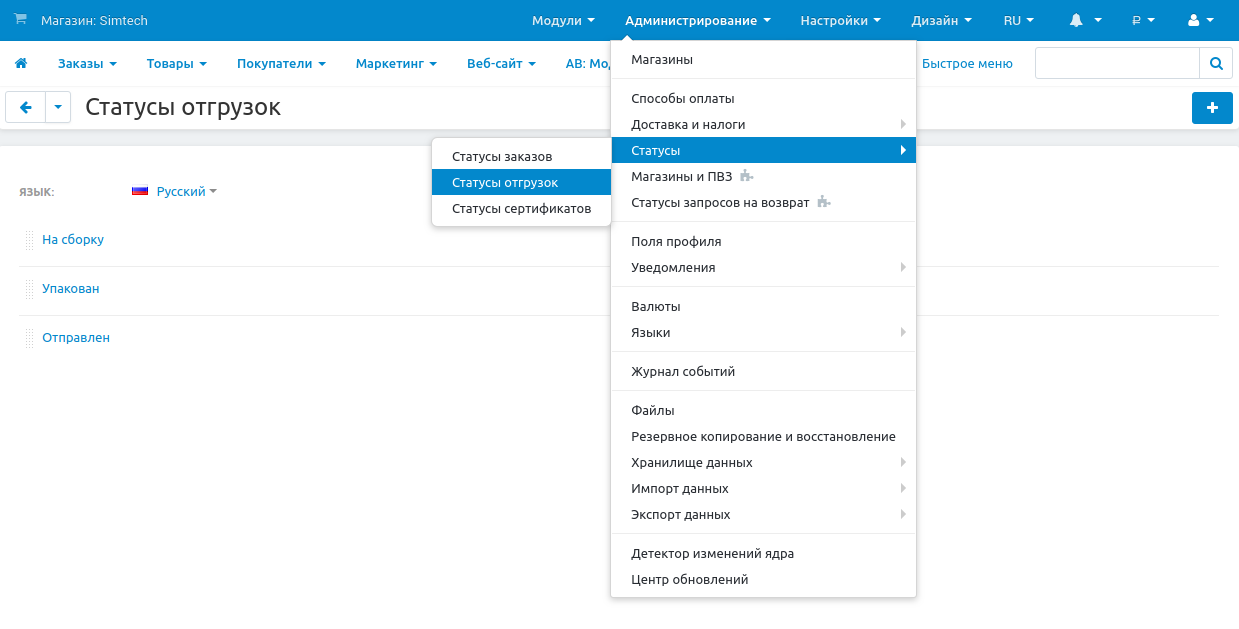 Магазин: Simtech Модули Администрирование Настройки Дизайн RU ₽
Заказы Товары Покупатели Маркетинг Веб-сайт АВ: Быстрое меню
Статусы отгрузок
ЯЗЫК: Русский
На сборку
Упакован
Отправлен
Статусы заказов
Статусы отгрузок
Статусы сертификатов
Магазины
Способы оплаты
Доставка и налоги
Статусы
Магазины и ПВЗ
Статусы запросов на возврат
Поля профиля
Уведомления
Валюты
Языки
Журнал событий
Файлы
Резервное копирование и восстановление
Хранилище данных
Импорт данных
Экспорт данных
Детектор изменений ядра
Центр обновлений